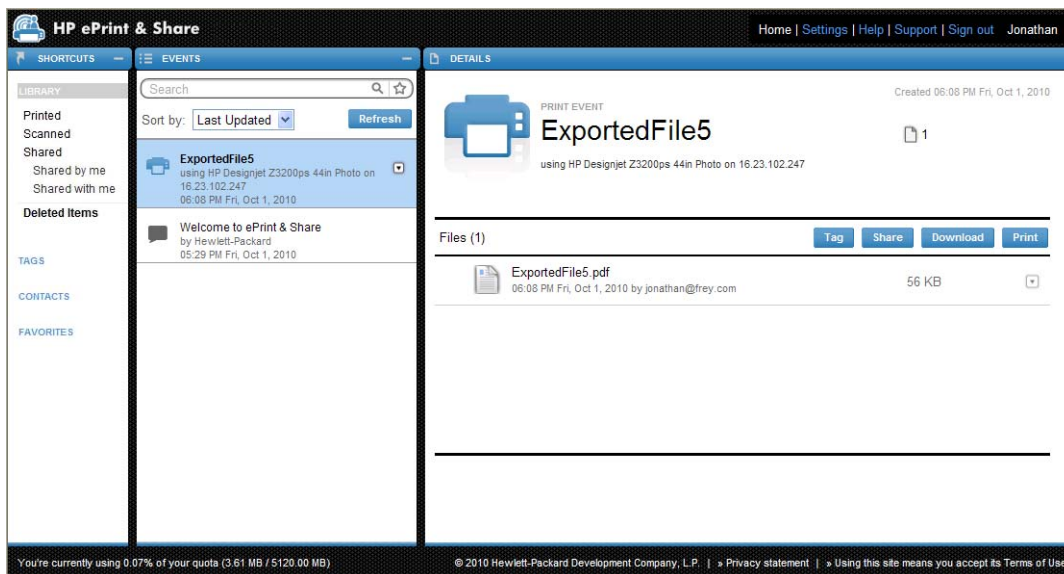 HP ePrint & Share
Home | Settings | Help | Support | Sign out Jonathan
SHORTCUTS
LIBRARY
Printed
Scanned
Shared
Shared by me
Shared with me
Deleted Items
TAGS
CONTACTS
FAVORITES
EVENTS
Search
Sort by: Last Updated Refresh
ExportedFile5
using HP Designjet Z3200ps 44in Photo on
16.23.102.247
06:08 PM Fri, Oct 1, 2010
Welcome to ePrint & Share
by Hewlett-Packard
05:29 PM Fri, Oct 1, 2010
DETAILS
Created 06:08 PM Fri, Oct 1, 2010
PRINT EVENT
ExportedFile5
1
using HP Designjet Z3200ps 44in Photo on 16.23.102.247
Files (1) Tag Share Download Print
ExportedFile5.pdf
06:08 PM Fri, Oct 1, 2010 by jonathan@frey.com
56 KB
You're currently using 0.07% of your quota (3.61 MB / 5120.00 MB)
© 2010 Hewlett-Packard Development Company, L.P. | » Privacy statement | » Using this site means you accept its Terms of Use